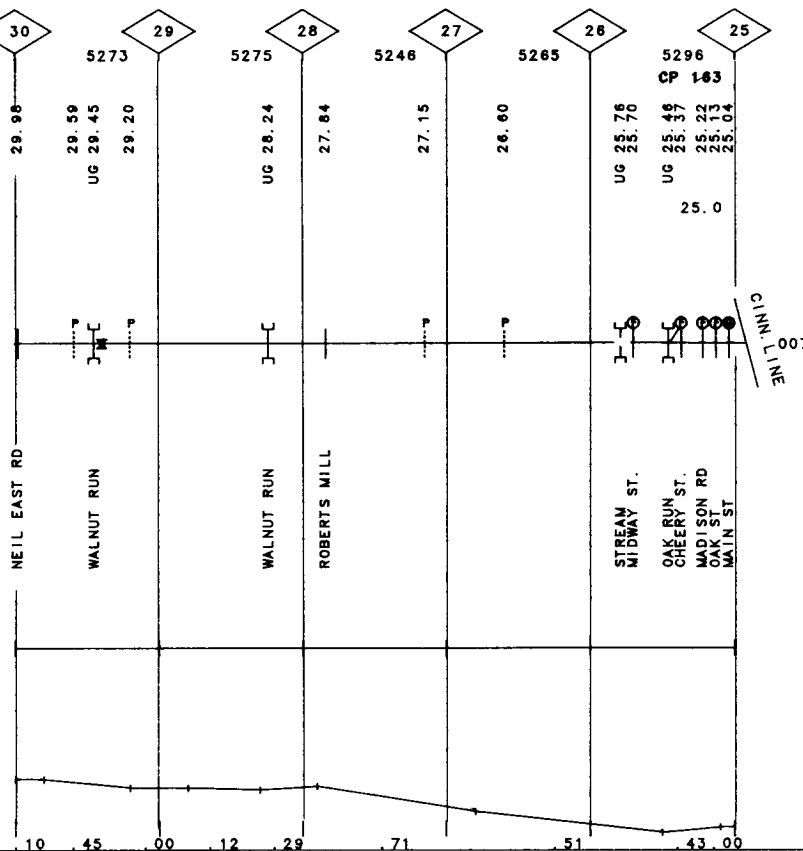 30 29 28 27 26 25
5273 5275 5246 5265 5296
CP 163
29.98
29.59
UG 29.45
29.20
UG 28.24
27.84
27.15
26.60
UG 25.76
25.70
UG 25.46
25.37
25.22
25.13
25.04
25.0
P P P P
F F F F
CINN. LINE
007
NEIL EAST RD
WALNUT RUN
WALNUT RUN
ROBERTS MILL
STREAM
MIDWAY ST.
OAK RUN
CHEERY ST.
MADISON RD
OAK ST
MAIN ST
.10 .45 .00 .12 .29 .71 .51 .43 .00